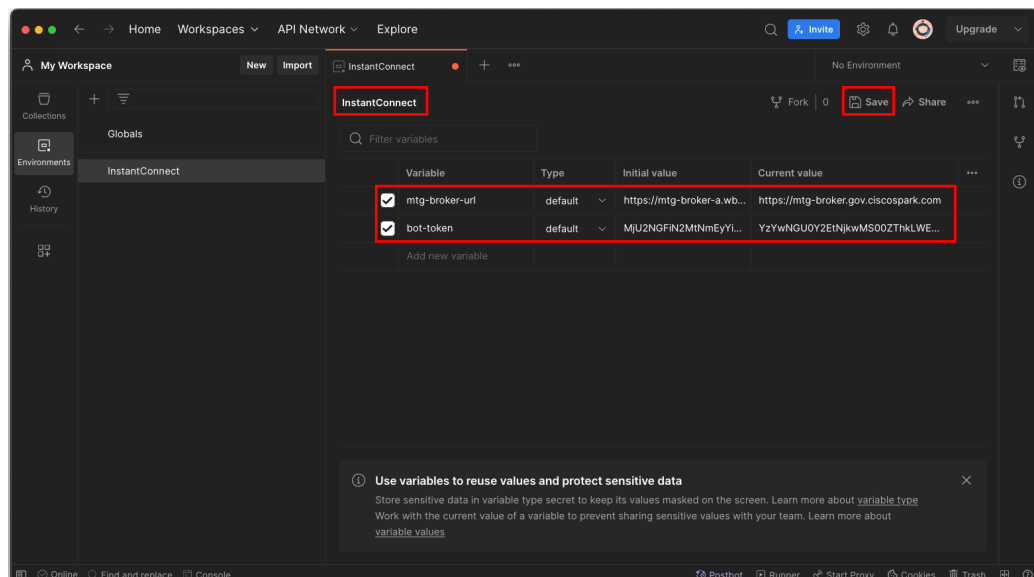 Home Workspaces API Network Explore Invite Upgrade
My Workspace New Import InstantConnect No Environment
Collections
Environments
History
Globals
InstantConnect
InstantConnect Fork 0 Save Share
Filter variables
Variable Type Initial value Current value
mtg-broker-url default https://mtg-broker-a.wb... https://mtg-broker.gov.ciscospark.com
bot-token default MjU2NGFiN2MtNmEyYi... YzYwNGU0Y2EtNjkwMS00ZThkLWE...
Add new variable
Use variables to reuse values and protect sensitive data
Store sensitive data in variable type secret to keep its values masked on the screen. Learn more about variable type
Work with the current value of a variable to prevent sharing sensitive values with your team. Learn more about
variable values
Online Find and replace Console Postbot Runner Start Proxy Cookies Trash